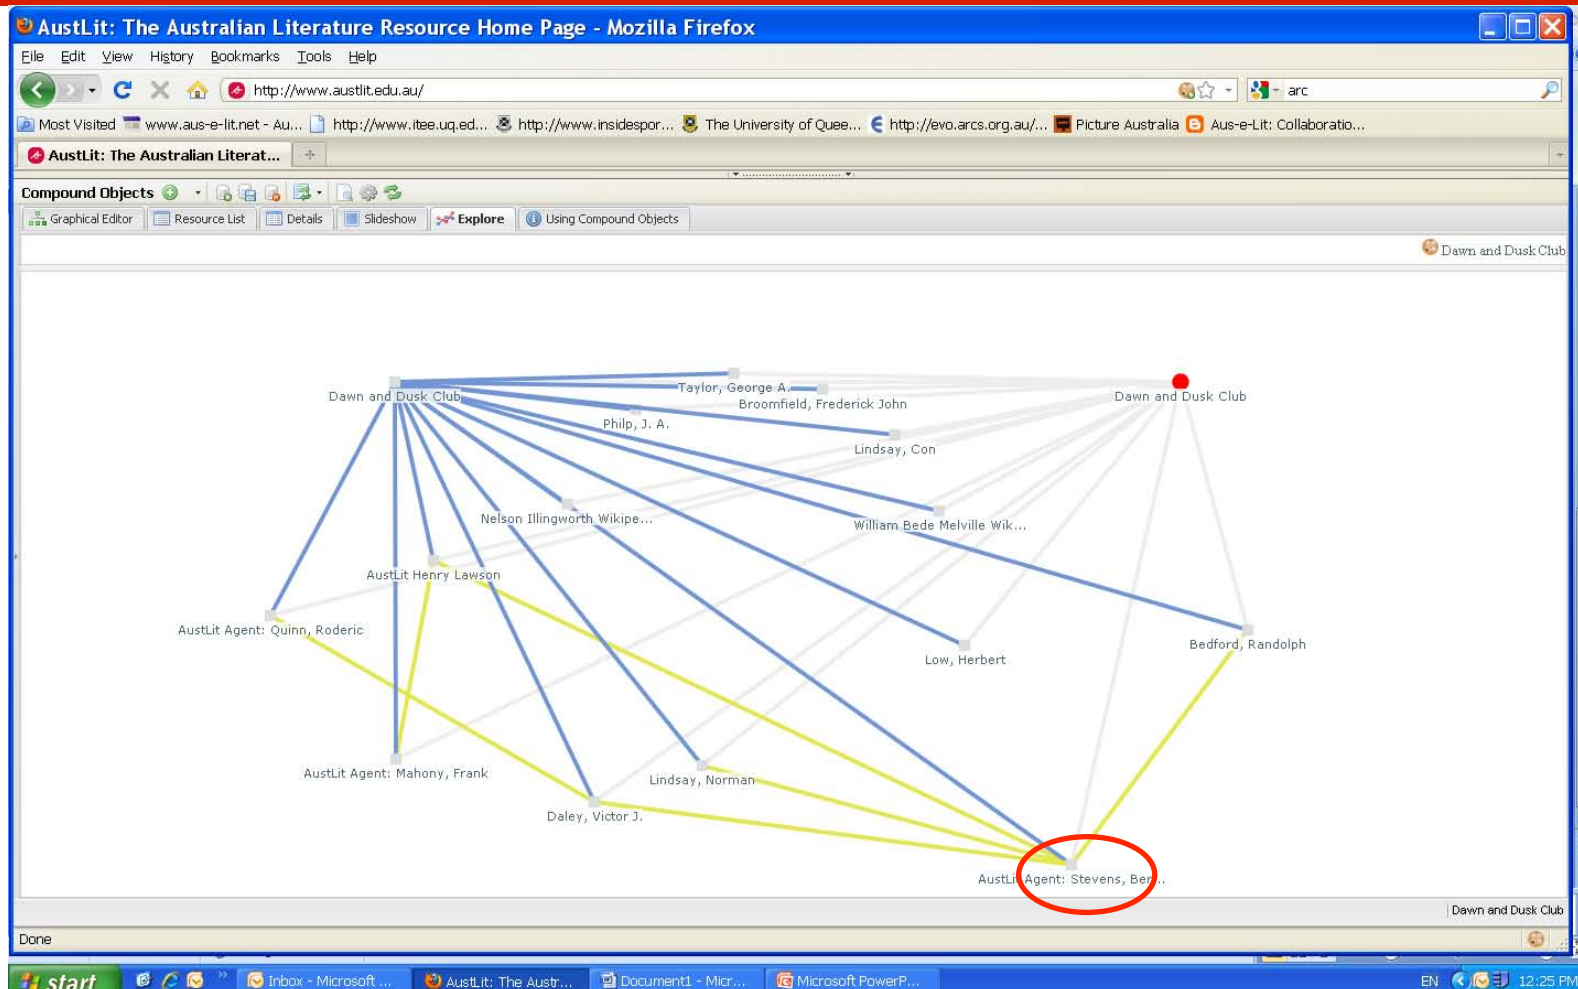 AustLit: The Australian Literature Resource Home Page - Mozilla Firefox
File Edit View History Bookmarks Tools Help
http://www.austlit.edu.au/
arc
Most Visited www.aus-e-lit.net - Au... http://www.itee.uq.ed... http://www.insidespor... The University of Quee... http://evo.arcs.org.au/... Picture Australia Aus-e-Lit: Collaboratio...
AustLit: The Australian Literat...
Compound Objects
Graphical Editor Resource List Details Slideshow Explore Using Compound Objects
Dawn and Dusk Club
Taylor, George A.
Dawn and Dusk Club
Dawn and Dusk Club
Broomfield, Frederick John
Philp, J. A.
Lindsay, Con
Nelson Illingworth Wikipe...
William Bede Melville Wik...
AustLit Henry Lawson
AustLit Agent: Quinn, Roderic
Bedford, Randolph
Low, Herbert
AustLit Agent: Mahony, Frank
Lindsay, Norman
Daley, Victor J.
AustLit Agent: Stevens, Ber...
Dawn and Dusk Club
Done
start Inbox - Microsoft ... AustLit: The Austr... Document1 - Micr... Microsoft PowerP... EN 12:25 PM